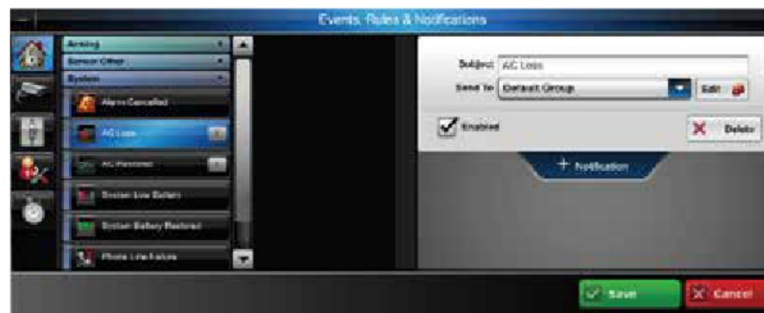 Events, Rules & Notifications
Arming
Sensor Other
System
Alarm Cancelled
AC Loss
AC Restored
System Low Battery
System Battery Restored
Phone Line Failure
Subject AC Loss
Send To Default Group
Edit
Enabled
Delete
+ Notification
Save
Cancel